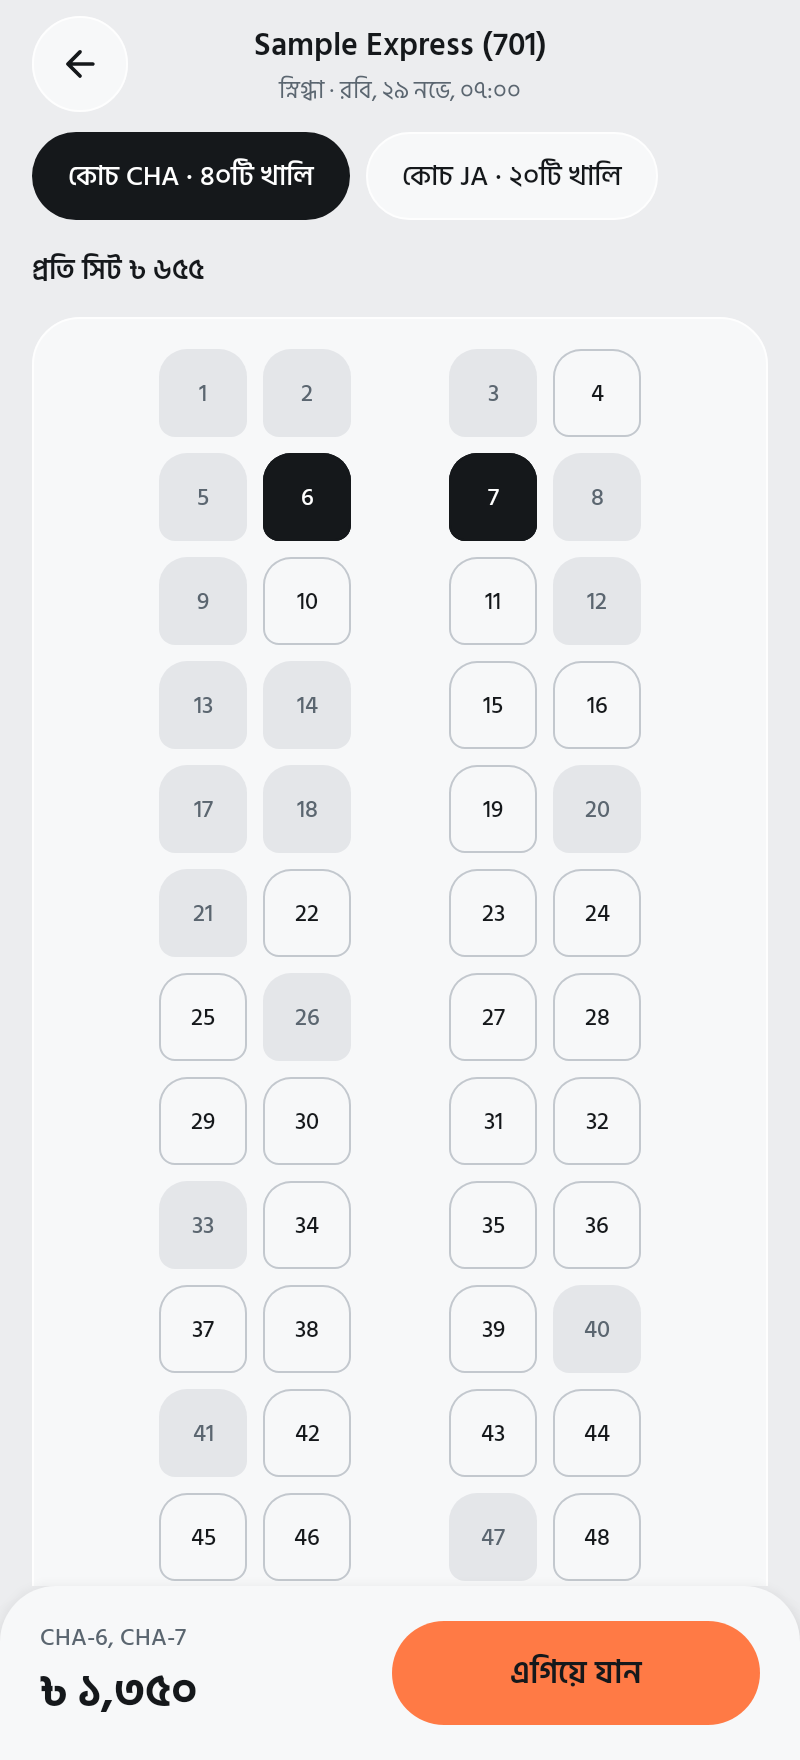 Sample Express (701)
স্নিগ্ধা · রবি, ২৯ নভে, ০৭:০০
কোচ CHA · ৪০টি খালি
কোচ JA · ২০টি খালি
প্রতি সিট ৳ ৬৫৫
1 2 3 4
5 6 7 8
9 10 11 12
13 14 15 16
17 18 19 20
21 22 23 24
25 26 27 28
29 30 31 32
33 34 35 36
37 38 39 40
41 42 43 44
45 46 47 48
CHA-6, CHA-7
৳ ১,৩৫০
এগিয়ে যান